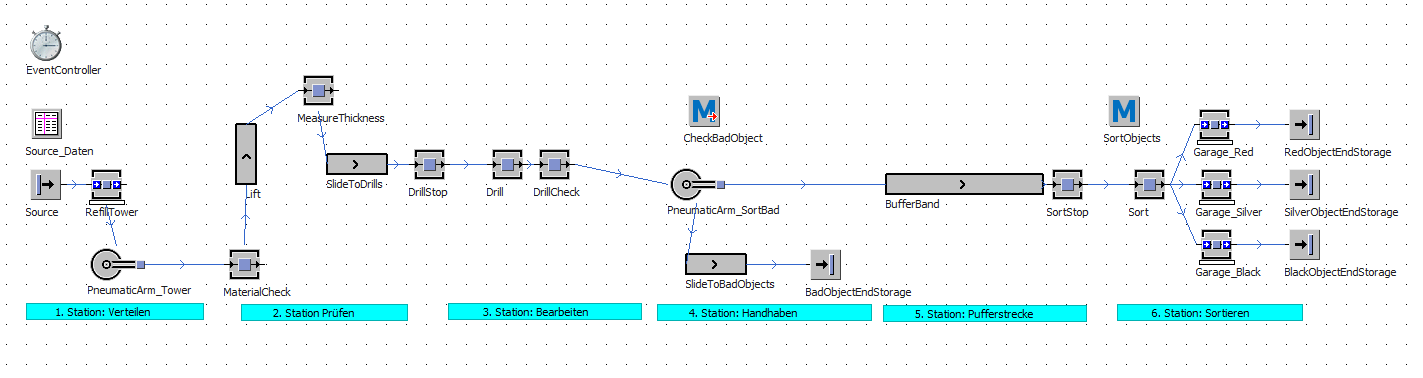 EventController
MeasureThickness
M
CheckBadObject
M
SortObjects
Source_Daten
Garage_Red
RedObjectEndStorage
Lift
SlideToDrills
DrillStop
Drill
DrillCheck
Source
RefillTower
PneumaticArm_SortBad
BufferBand
SortStop
Sort
Garage_Silver
SilverObjectEndStorage
PneumaticArm_Tower
MaterialCheck
SlideToBadObjects
BadObjectEndStorage
Garage_Black
BlackObjectEndStorage
1. Station: Verteilen
2. Station Prüfen
3. Station: Bearbeiten
4. Station: Handhaben
5. Station: Pufferstrecke
6. Station: Sortieren